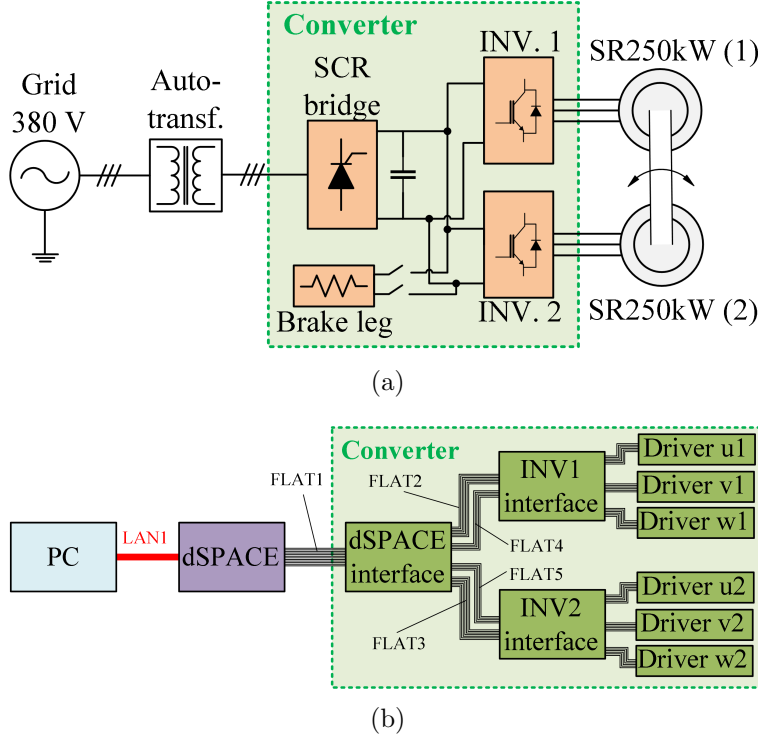 Converter
INV. 1
SR250kW (1)
SCR
bridge
Grid
380 V
Auto-
transf.
Brake leg
INV. 2
SR250kW (2)
(a)
Converter
FLAT1
FLAT2
INV1
interface
Driver u1
Driver v1
Driver w1
PC
LAN1
dSPACE
dSPACE
interface
FLAT4
FLAT5
FLAT3
INV2
interface
Driver u2
Driver v2
Driver w2
(b)